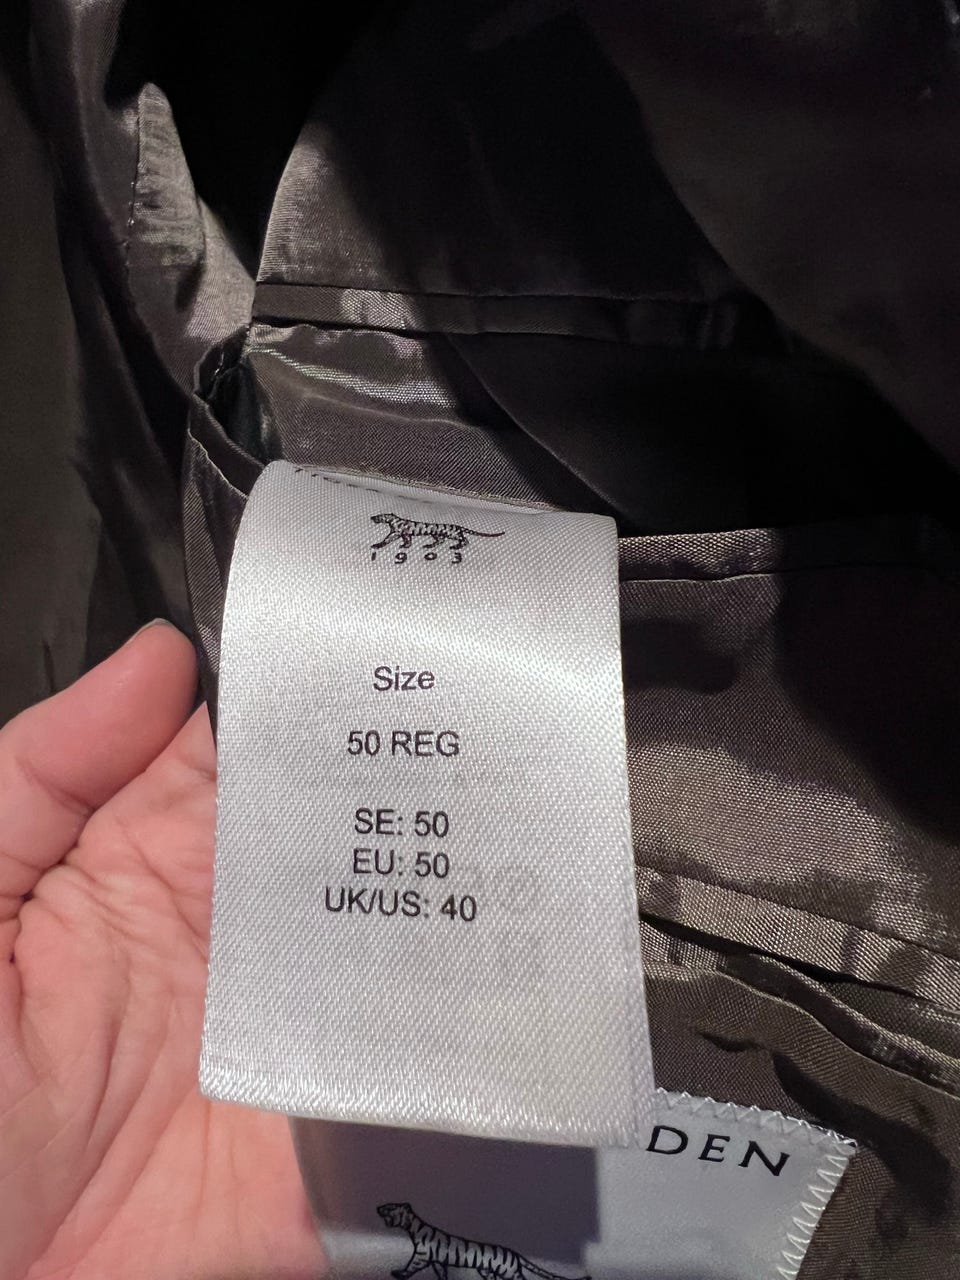 1903
Size
50 REG
SE: 50
EU: 50
UK/US: 40
DEN